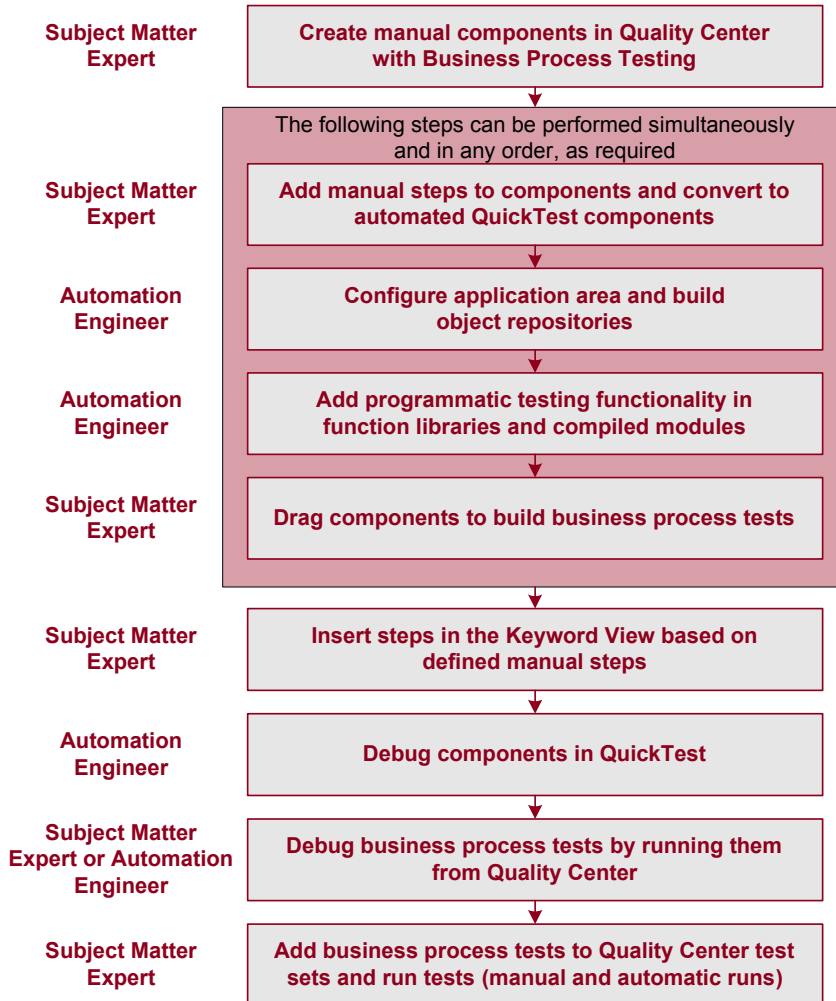 Subject Matter
Expert
Create manual components in Quality Center
with Business Process Testing
The following steps can be performed simultaneously
and in any order, as required
Subject Matter
Expert
Add manual steps to components and convert to
automated QuickTest components
Automation
Engineer
Configure application area and build
object repositories
Automation
Engineer
Add programmatic testing functionality in
function libraries and compiled modules
Subject Matter
Expert
Drag components to build business process tests
Subject Matter
Expert
Insert steps in the Keyword View based on
defined manual steps
Automation
Engineer
Debug components in QuickTest
Subject Matter
Expert or Automation
Engineer
Debug business process tests by running them
from Quality Center
Subject Matter
Expert
Add business process tests to Quality Center test
sets and run tests (manual and automatic runs)